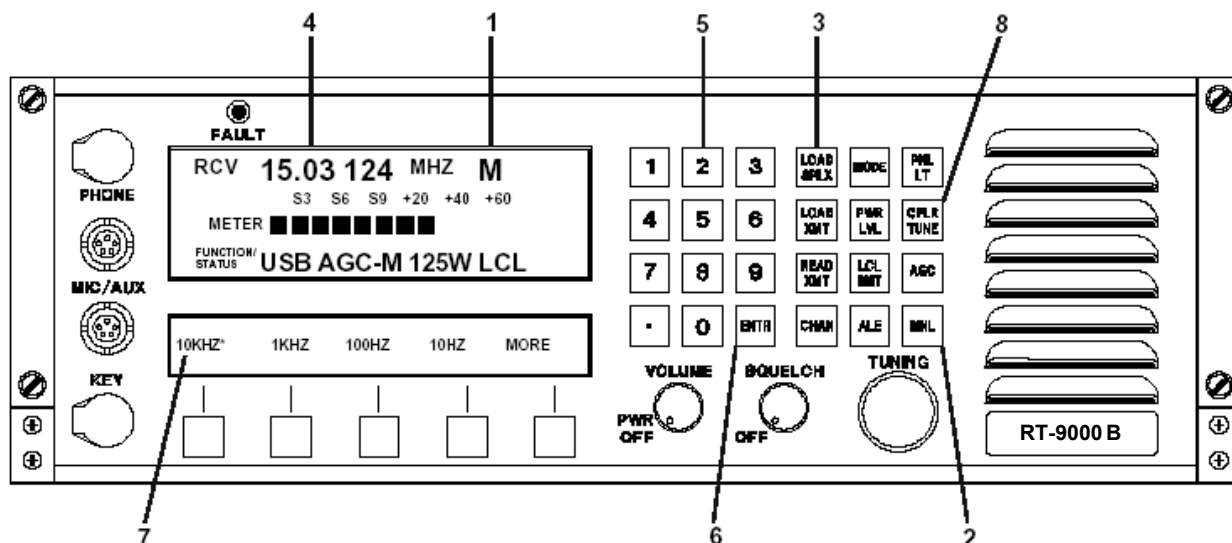 4 1 5 3 8
FAULT
RCV 15.03 124 MHZ M
S3 S6 S9 +20 +40 +60
METER
FUNCTION/
STATUS
USB AGC-M 125W LCL
PHONE
MIC/AUX
KEY
10KHZ* 1KHZ 100HZ 10HZ MORE
1 2 3
4 5 6
7 8 9
. 0 ENTR
LOAD
SPLX
MODE
PNL
LT
LOAD
XMT
PWR
LVL
CPLR
TUNE
READ
XMT
LCL
RMT
AGC
CHAN
ALE
MNL
VOLUME
PWR
OFF
SQUELCH
OFF
TUNING
RT-9000 B
7 6 2